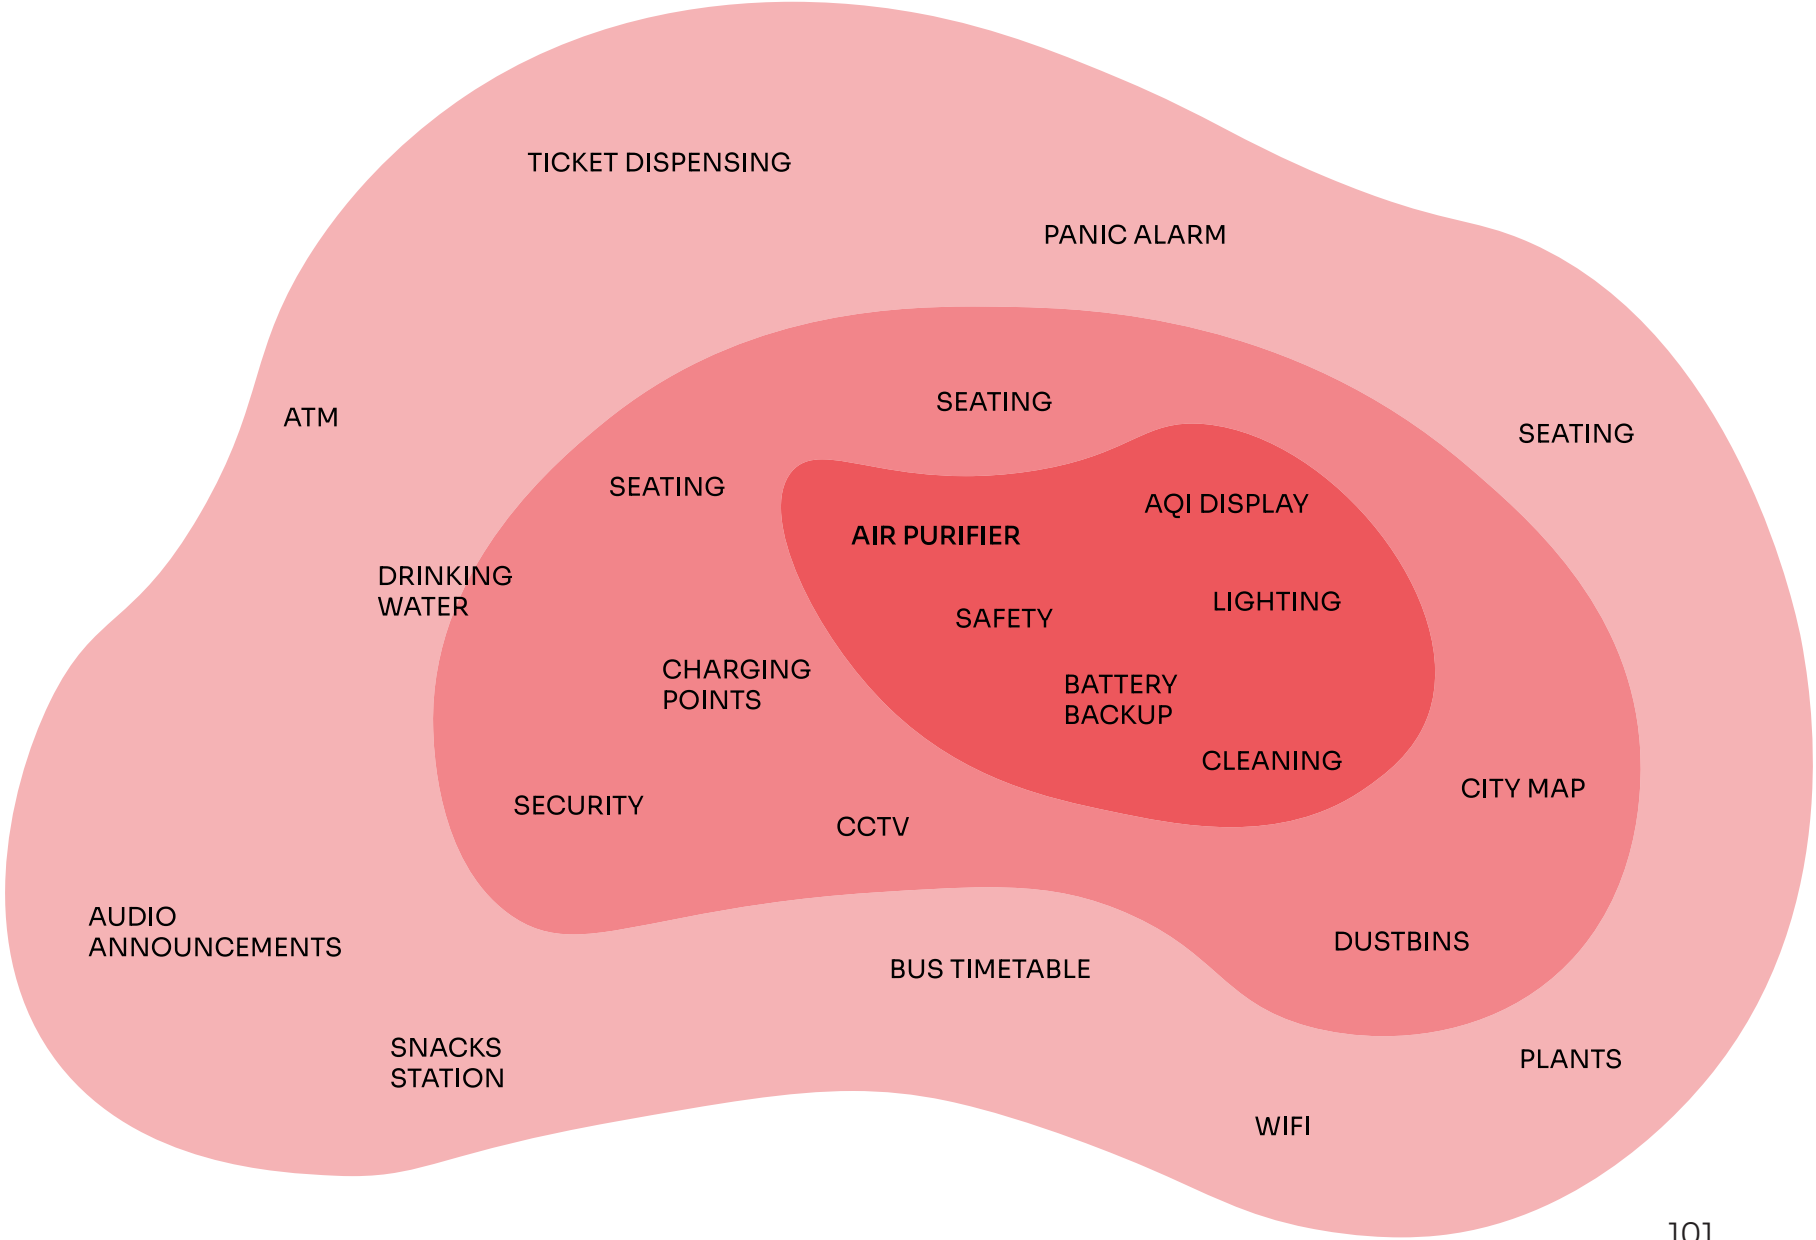 TICKET DISPENSING
PANIC ALARM
SEATING
ATM
SEATING
SEATING
AQI DISPLAY
AIR PURIFIER
DRINKING
WATER
LIGHTING
SAFETY
CHARGING
POINTS
BATTERY
BACKUP
CLEANING
CITY MAP
SECURITY
CCTV
AUDIO
ANNOUNCEMENTS
DUSTBINS
BUS TIMETABLE
SNACKS
STATION
PLANTS
WIFI
101